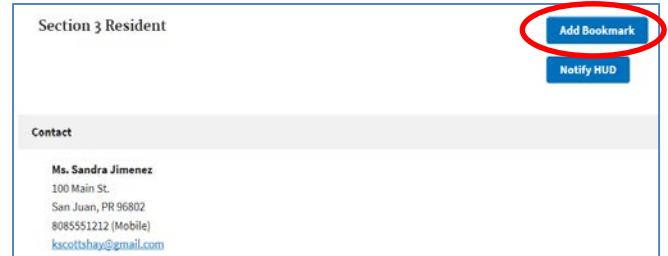 Section 3 Resident
Add Bookmark
Notify HUD
Contact
Ms. Sandra Jimenez
100 Main St.
San Juan, PR 96802
8085551212 (Mobile)
kscottshay@gmail.com